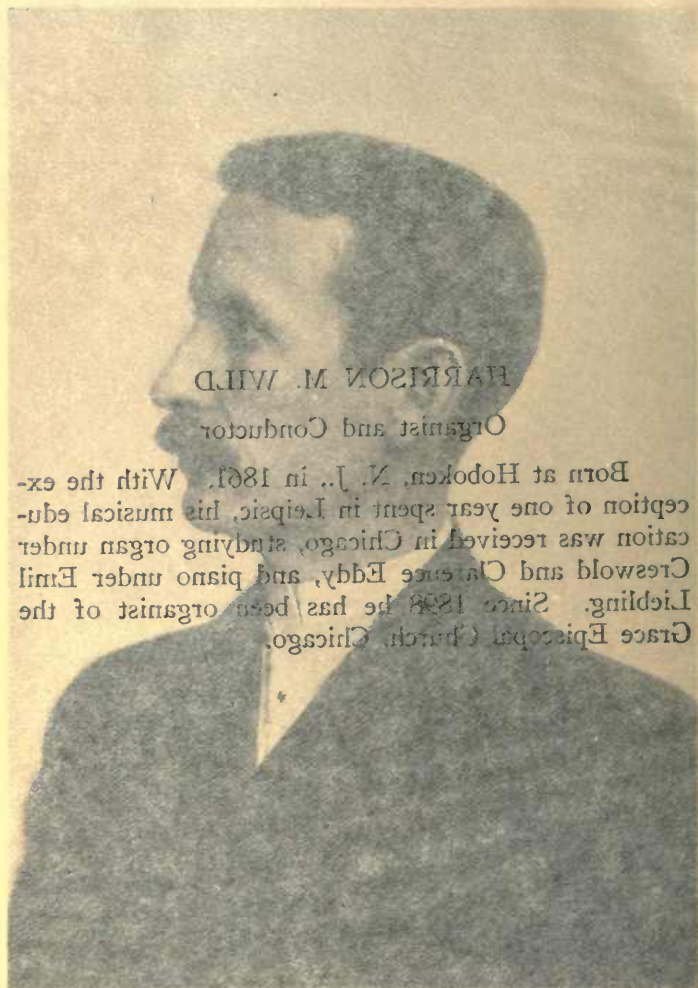 HARRISON M. WILD
Organist and Conductor
Born at Hoboken, N. J., in 1861. With the ex-
ception of one year spent in Leipsic, his musical edu-
cation was received in Chicago, studying organ under
Creswold and Clarence Eddy, and piano under Emil
Liebling. Since 1898 he has been organist of the
Grace Episcopal Church, Chicago.